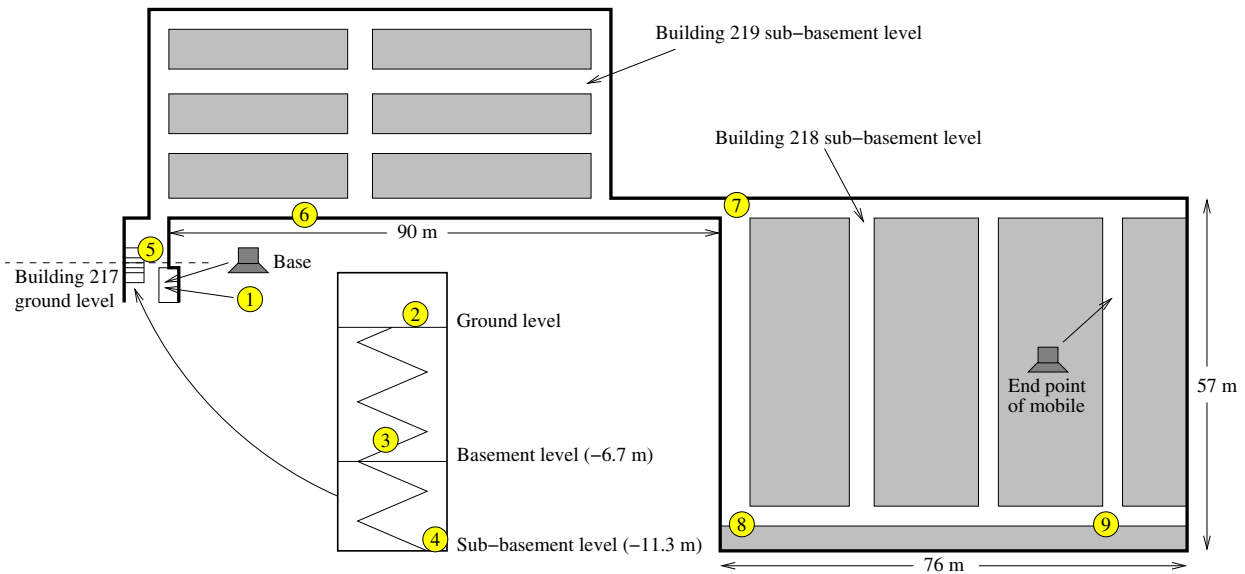 Building 219 sub−basement level
Building 218 sub−basement level
7
6
90 m
5
Base
Building 217
ground level
1
2
Ground level
End point
of mobile
57 m
3
Basement level (−6.7 m)
4
Sub−basement level (−11.3 m)
8
9
76 m